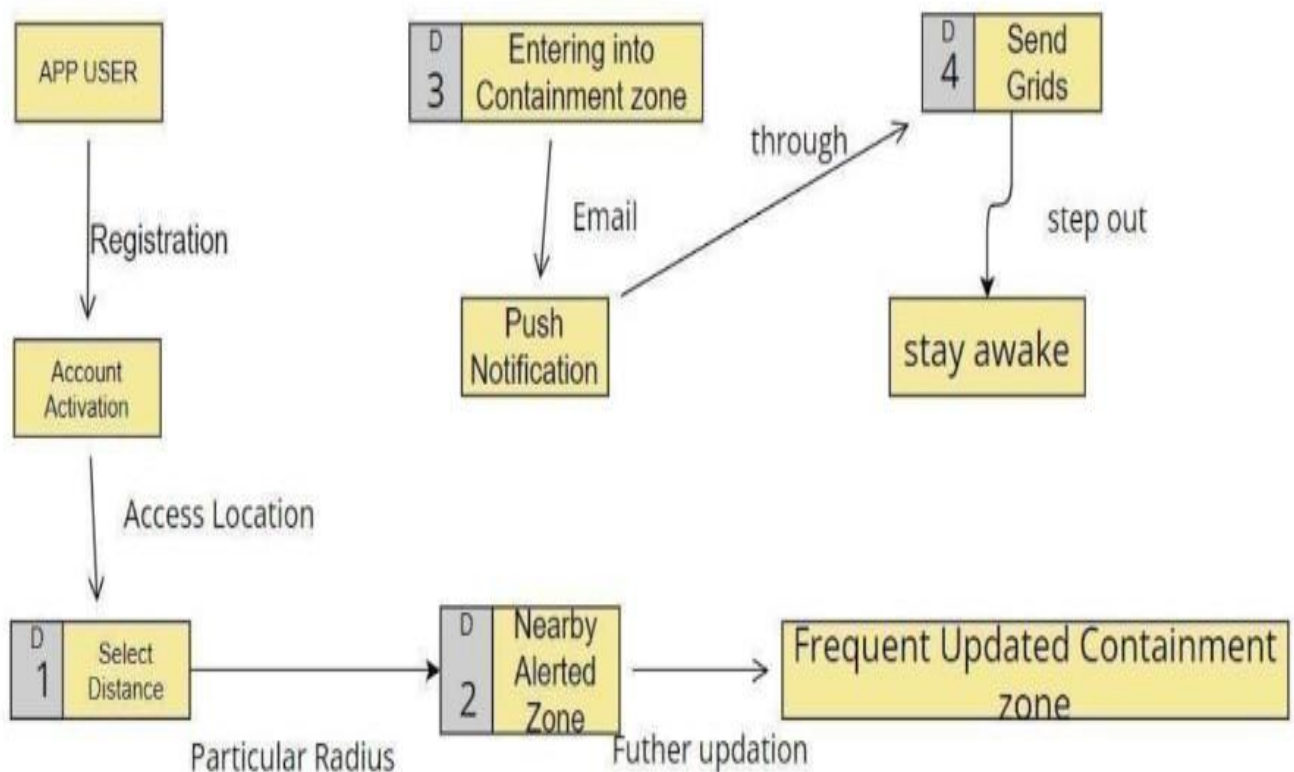 APP USER
Registration
Account
Activation
Access Location
D
1
Select
Distance
Particular Radius
D
2
Nearby
Alerted
Zone
Futher updation
Frequent Updated Containment
zone
D
3
Entering into
Containment zone
Email
Push
Notification
through
D
4
Send
Grids
step out
stay awake